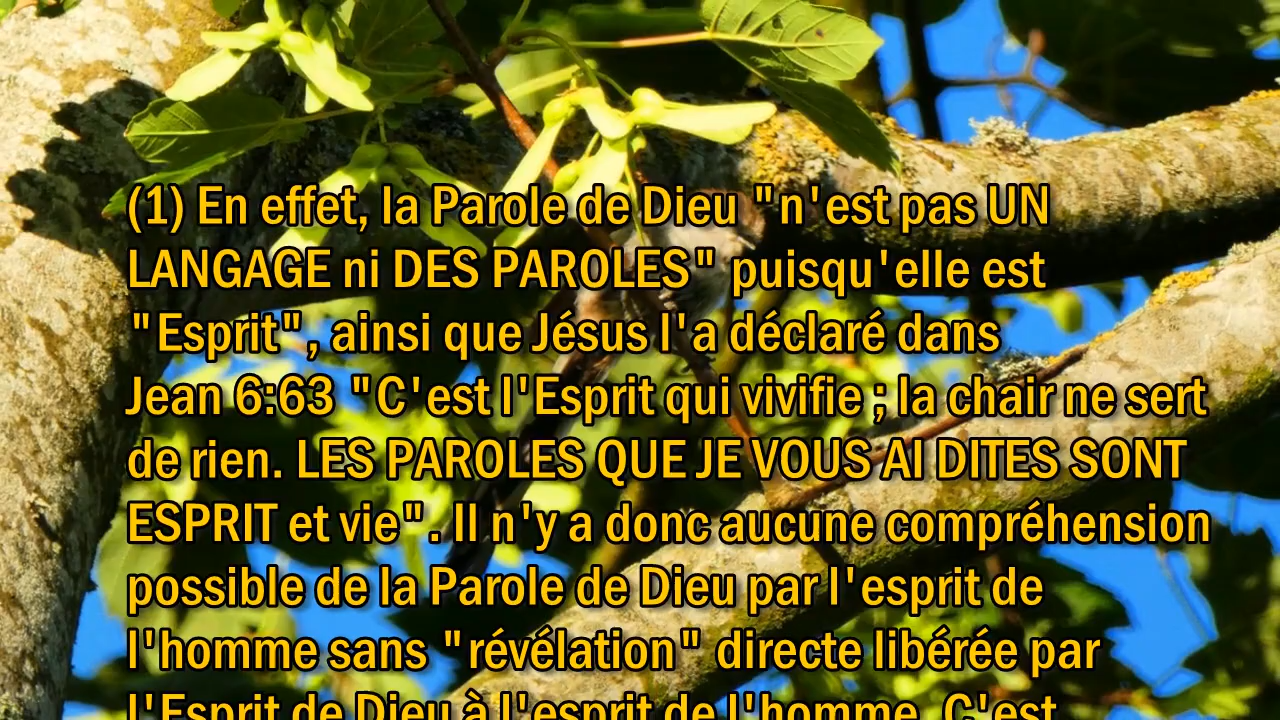 (1) En effet, la Parole de Dieu "n'est pas UN
LANGAGE ni DES PAROLES" puisqu'elle est
"Esprit", ainsi que Jésus l'a déclaré dans
Jean 6:63 "C'est l'Esprit qui vivifie ; la chair ne sert
de rien. LES PAROLES QUE JE VOUS AI DITES SONT
ESPRIT et vie". Il n'y a donc aucune compréhension
possible de la Parole de Dieu par l'esprit de
l'homme sans "révélation" directe libérée par
l'Esprit de Dieu à l'esprit de l'homme. C'est